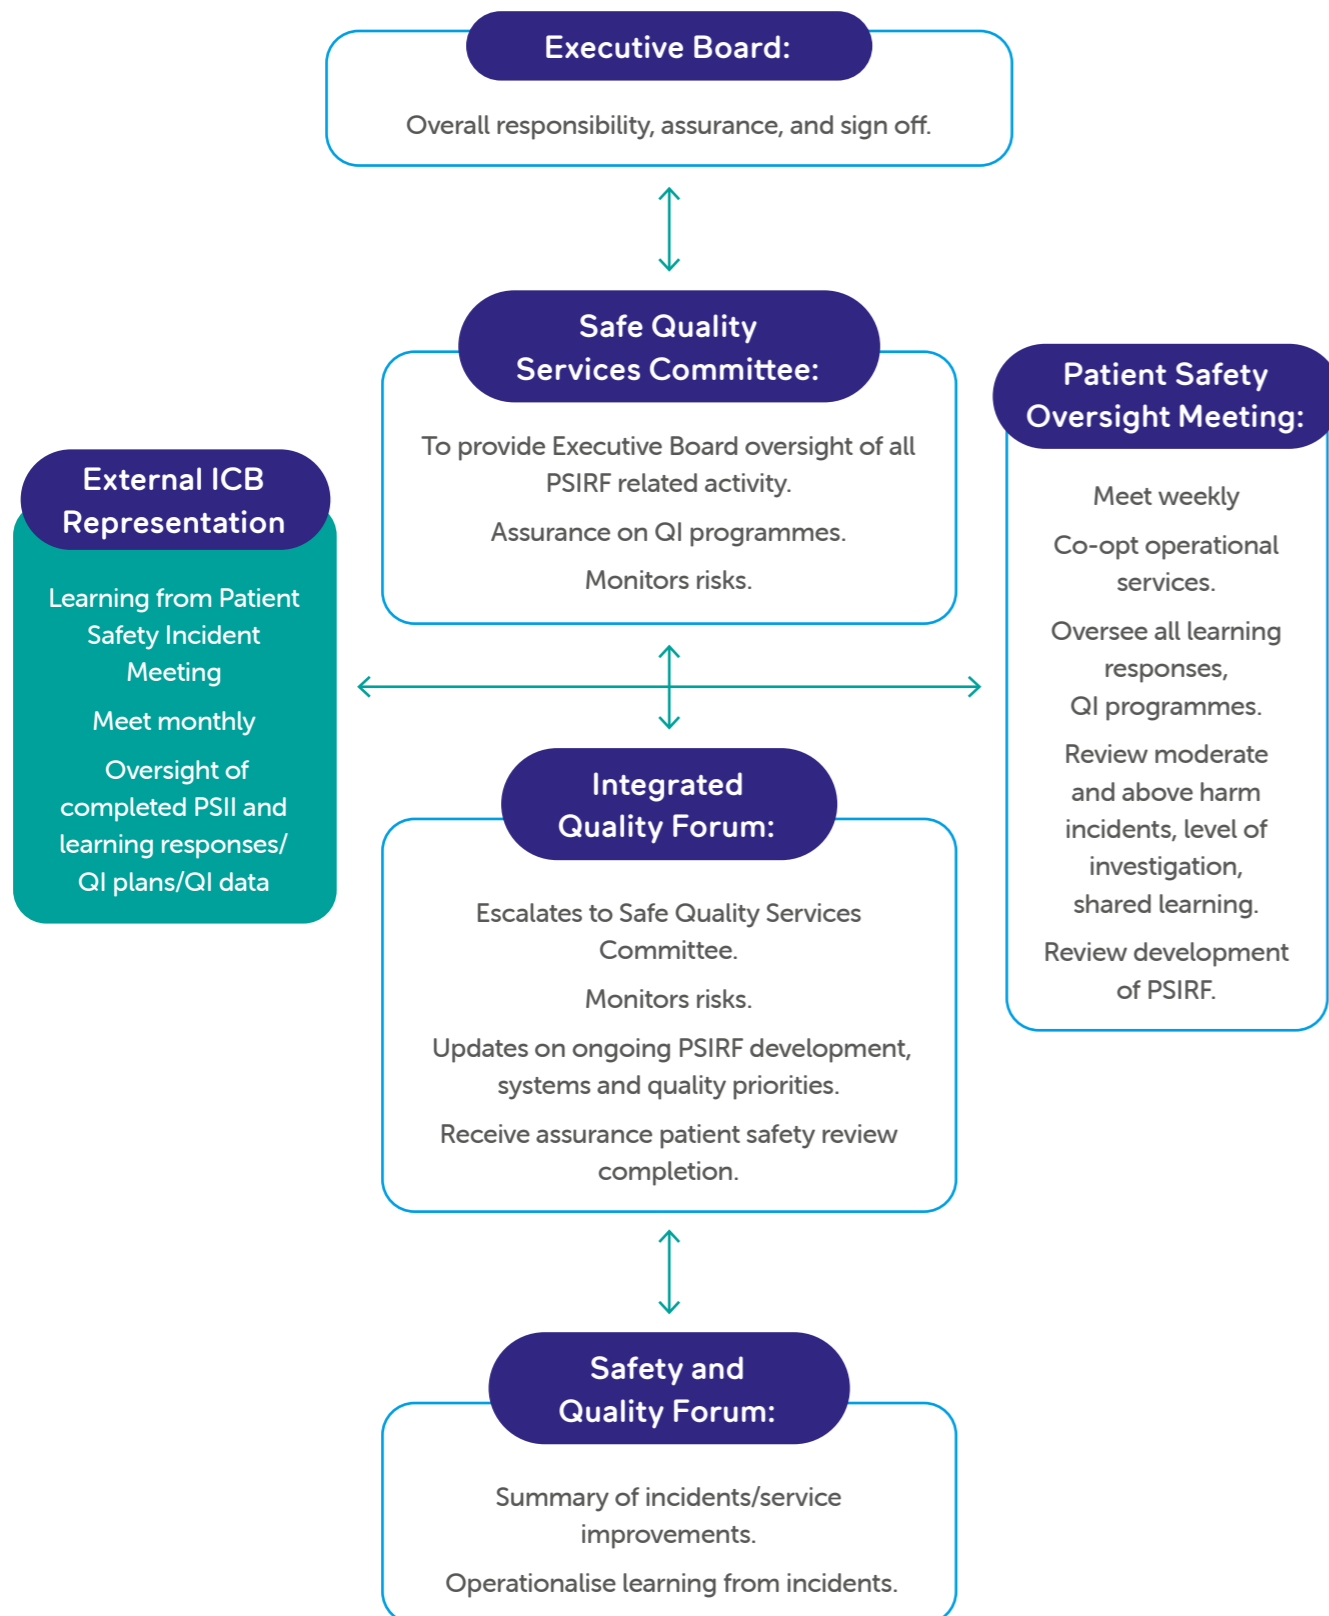 Executive Board:
Overall responsibility, assurance, and sign off.
Safe Quality
Services Committee:
To provide Executive Board oversight of all
PSIRF related activity.
Assurance on QI programmes.
Monitors risks.
Patient Safety
Oversight Meeting:
Meet weekly
Co-opt operational
services.
Oversee all learning
responses,
QI programmes.
Review moderate
and above harm
incidents, level of
investigation,
shared learning.
Review development
of PSIRF.
External ICB
Representation
Learning from Patient
Safety Incident
Meeting
Meet monthly
Oversight of
completed PSII and
learning responses/
QI plans/QI data
Integrated
Quality Forum:
Escalates to Safe Quality Services
Committee.
Monitors risks.
Updates on ongoing PSIRF development,
systems and quality priorities.
Receive assurance patient safety review
completion.
Safety and
Quality Forum:
Summary of incidents/service
improvements.
Operationalise learning from incidents.